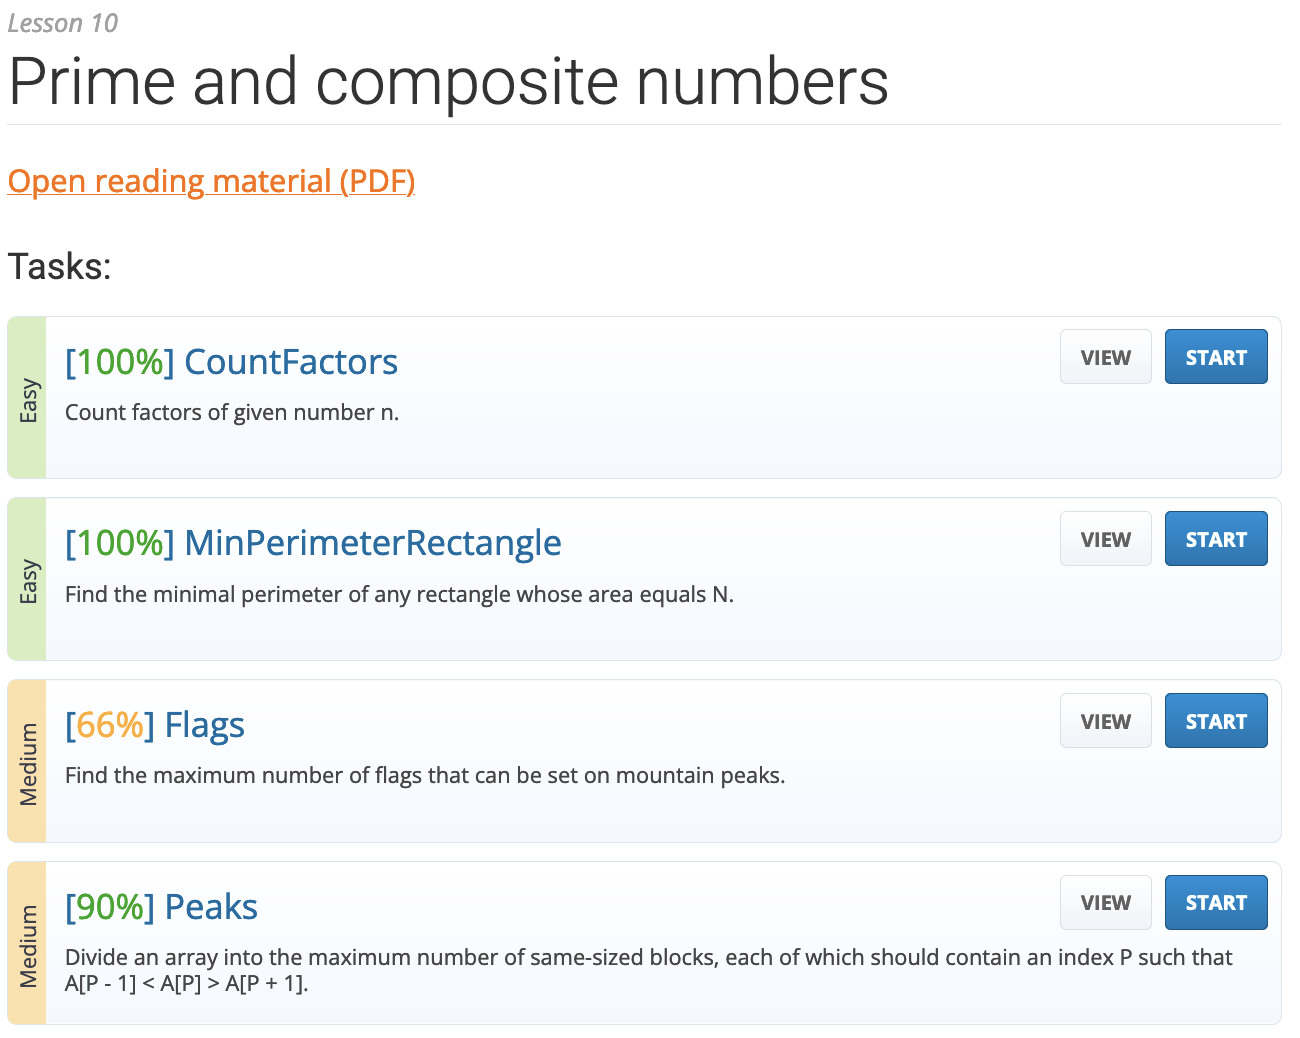 Lesson 10
Prime and composite numbers
Open reading material (PDF)
Tasks:
Easy
[100%] CountFactors
VIEW
START
Count factors of given number n.
Easy
[100%] MinPerimeterRectangle
VIEW
START
Find the minimal perimeter of any rectangle whose area equals N.
Medium
[66%] Flags
VIEW
START
Find the maximum number of flags that can be set on mountain peaks.
Medium
[90%] Peaks
VIEW
START
Divide an array into the maximum number of same-sized blocks, each of which should contain an index P such that
A[P - 1] < A[P] > A[P + 1].